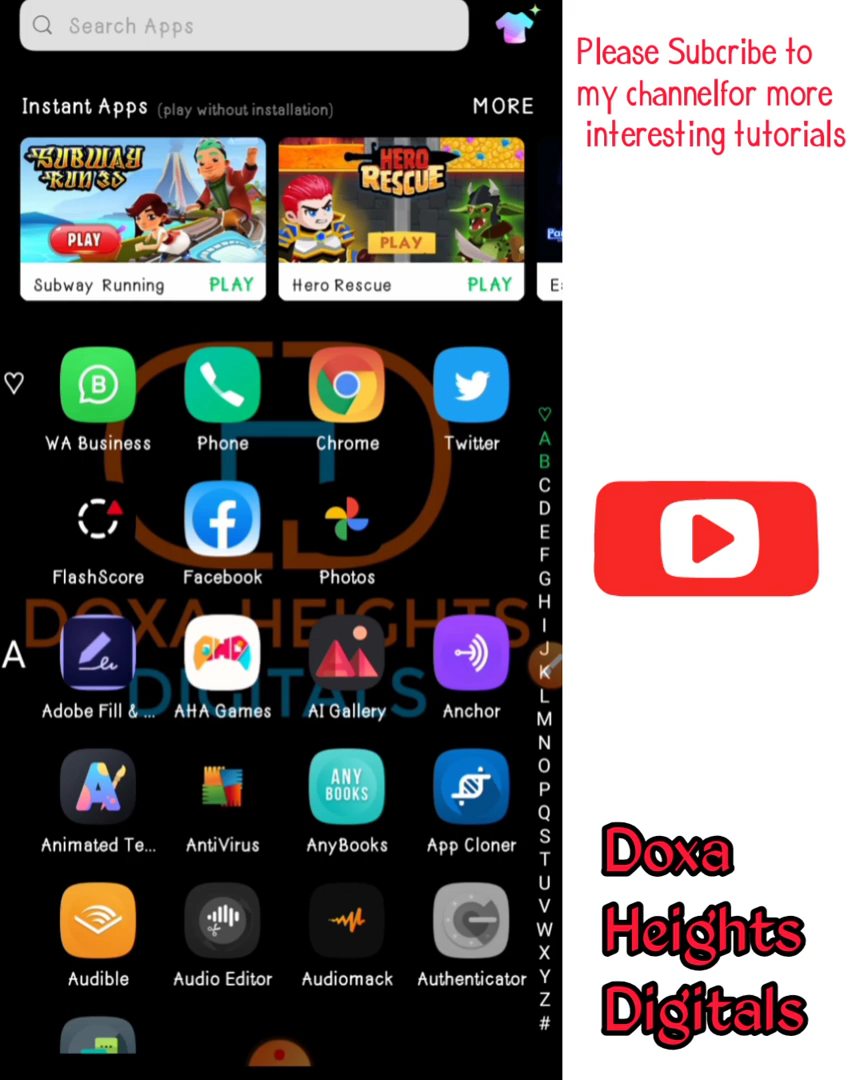 Search Apps
Instant Apps (play without installation) MORE
SUBWAY
RUN 3D
PLAY
HERO
RESCUE
PLAY
Subway Running PLAY
Hero Rescue PLAY
WA Business Phone Chrome Twitter
FlashScore Facebook Photos
DOXA HEIGHTS
DIGITALS
A
Adobe Fill & ... AHA Games AI Gallery Anchor
ANY
BOOKS
Animated Te... AntiVirus AnyBooks App Cloner
Audible Audio Editor Audiomack Authenticator
A
B
C
D
E
F
G
H
I
J
K
L
M
N
O
P
Q
S
T
U
V
W
X
Y
Z
#
Please Subcribe to
my channelfor more
interesting tutorials
Doxa
Heights
Digitals